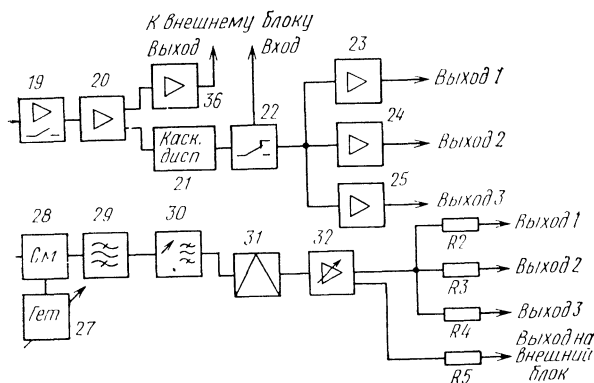 К внешнему блоку
Выход
Вход
19
20
36
22
23
Выход 1
24
Выход 2
Каск.
дисп
21
25
Выход 3
28
29
30
31
32
См
Гет
27
R2
Выход 1
R3
Выход 2
R4
Выход 3
R5
Выход на
внешний
блок